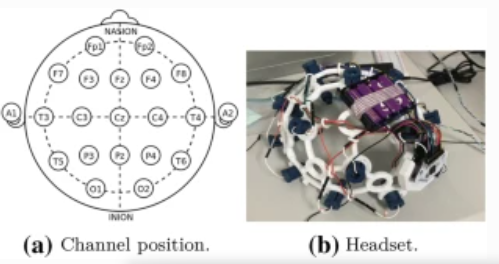 NASION
Fp1 Fp2
F7 F3 Fz F4 F8
A1 T3 C3 Cz C4 T4 A2
T5 P3 Pz P4 T6
O1 O2
INION
(a) Channel position.
(b) Headset.